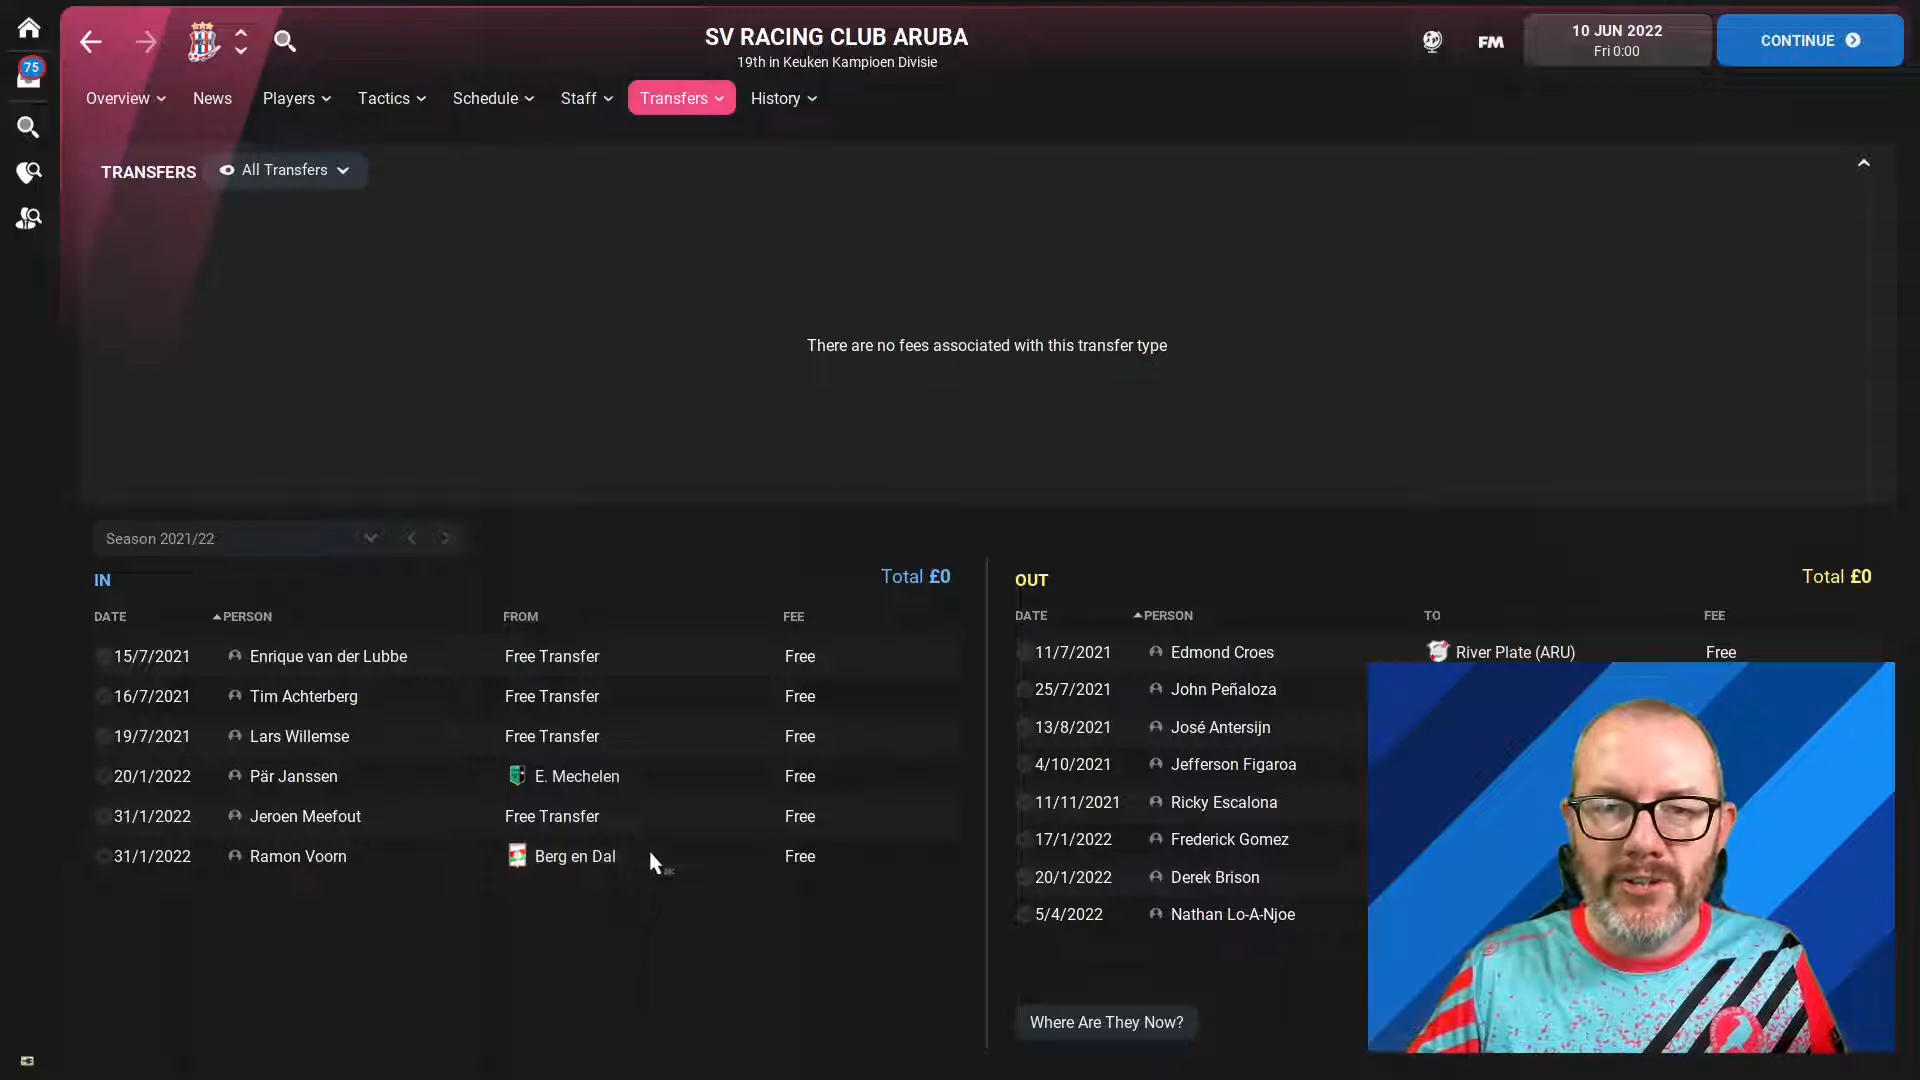 75
SV RACING CLUB ARUBA
19th in Keuken Kampioen Divisie
FM
10 JUN 2022
Fri 0:00
CONTINUE
Overview
News
Players
Tactics
Schedule
Staff
Transfers
History
TRANSFERS
All Transfers
There are no fees associated with this transfer type
Season 2021/22
IN
Total £0
DATE PERSON FROM FEE
15/7/2021 Enrique van der Lubbe Free Transfer Free
16/7/2021 Tim Achterberg Free Transfer Free
19/7/2021 Lars Willemse Free Transfer Free
20/1/2022 Pär Janssen E. Mechelen Free
31/1/2022 Jeroen Meefout Free Transfer Free
31/1/2022 Ramon Voorn Berg en Dal Free
OUT
Total £0
DATE PERSON TO FEE
11/7/2021 Edmond Croes River Plate (ARU) Free
25/7/2021 John Peñaloza
13/8/2021 José Antersijn
4/10/2021 Jefferson Figaroa
11/11/2021 Ricky Escalona
17/1/2022 Frederick Gomez
20/1/2022 Derek Brison
5/4/2022 Nathan Lo-A-Njoe
Where Are They Now?